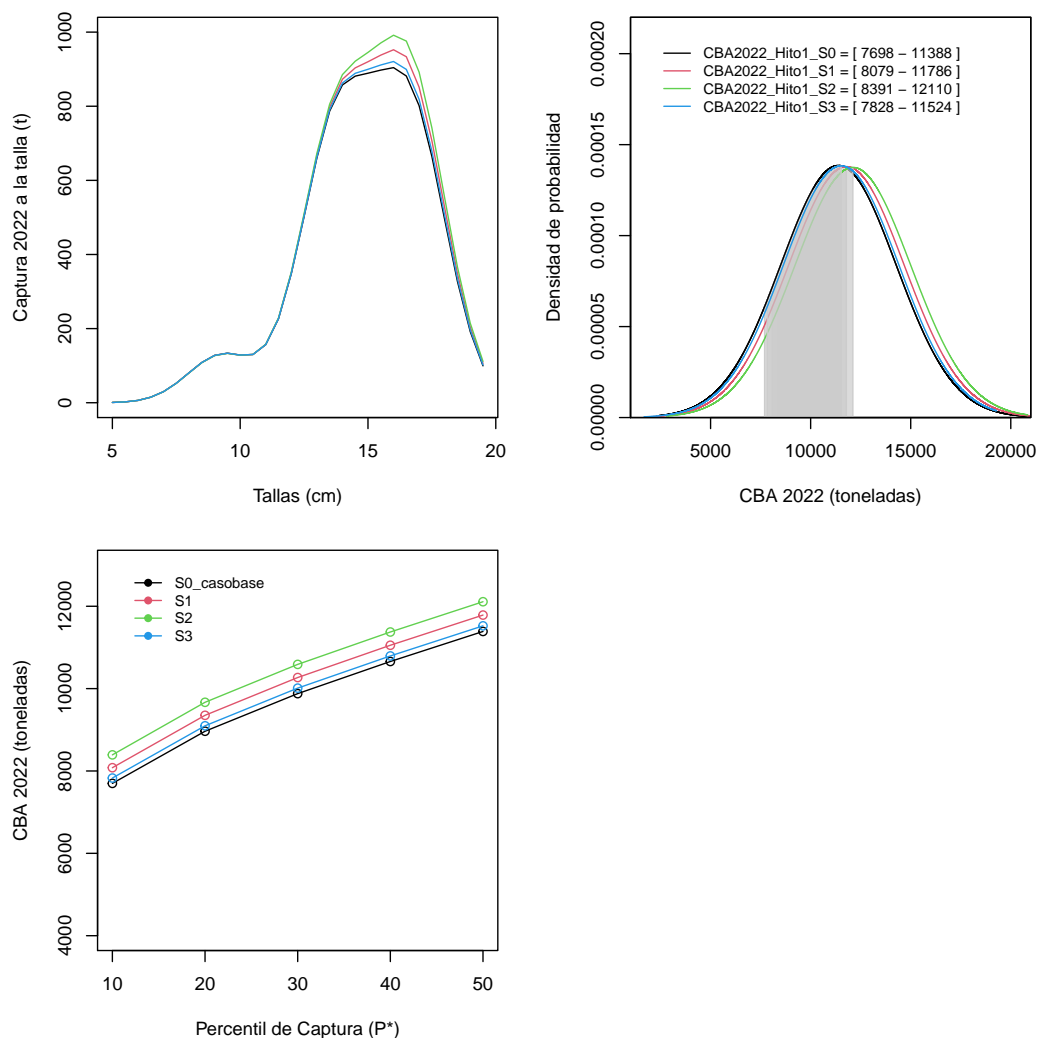 Captura 2022 a la talla (t)
1000
800
600
400
200
0
5
10
15
20
Tallas (cm)
CBA2022_Hito1_S0 = [ 7698 − 11388 ]
CBA2022_Hito1_S1 = [ 8079 − 11786 ]
CBA2022_Hito1_S2 = [ 8391 − 12110 ]
CBA2022_Hito1_S3 = [ 7828 − 11524 ]
Densidad de probabilidad
0.00020
0.00015
0.00010
0.00005
0.00000
5000
10000
15000
20000
CBA 2022 (toneladas)
S0_casobase
S1
S2
S3
CBA 2022 (toneladas)
12000
10000
8000
6000
4000
10
20
30
40
50
Percentil de Captura (P*)